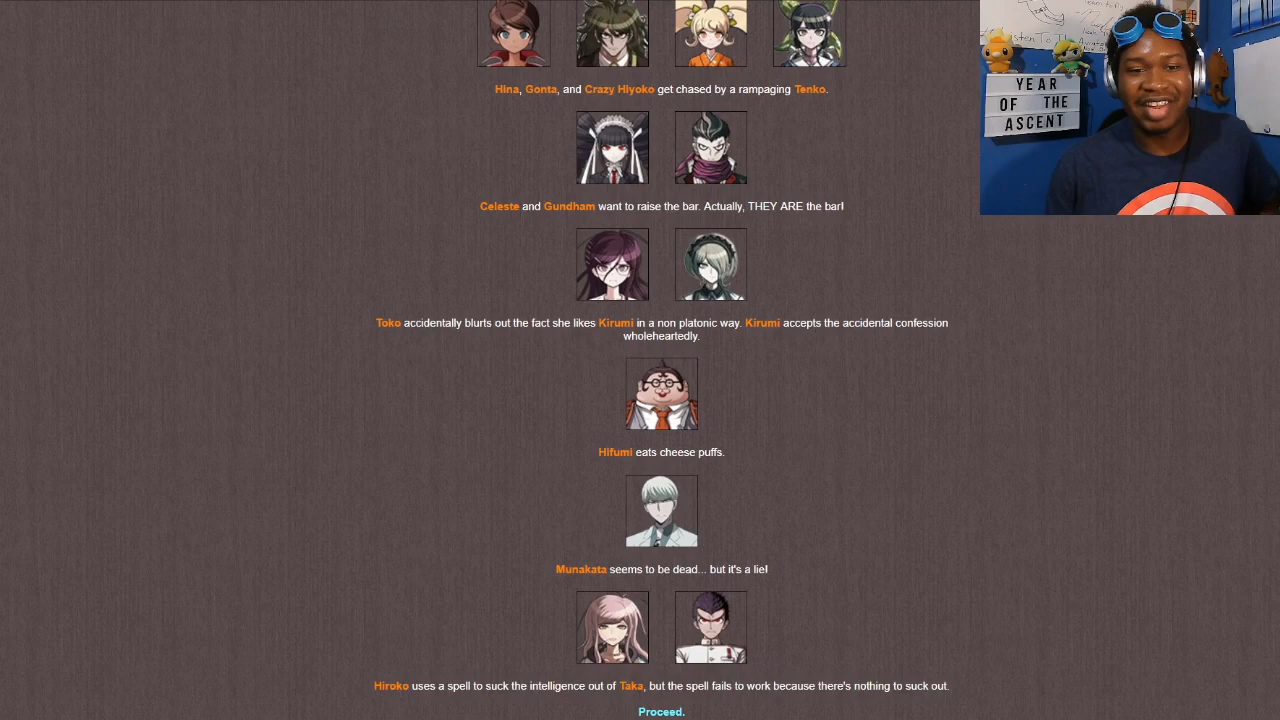 Hina, Gonta, and Crazy Hiyoko get chased by a rampaging Tenko.
Celeste and Gundham want to raise the bar. Actually, THEY ARE the bar!
Toko accidentally blurts out the fact she likes Kirumi in a non platonic way. Kirumi accepts the accidental confession
wholeheartedly.
Hifumi eats cheese puffs.
Munakata seems to be dead... but it's a lie!
Hiroko uses a spell to suck the intelligence out of Taka, but the spell fails to work because there's nothing to suck out.
Proceed.
YEAR
OF THE
ASCENT